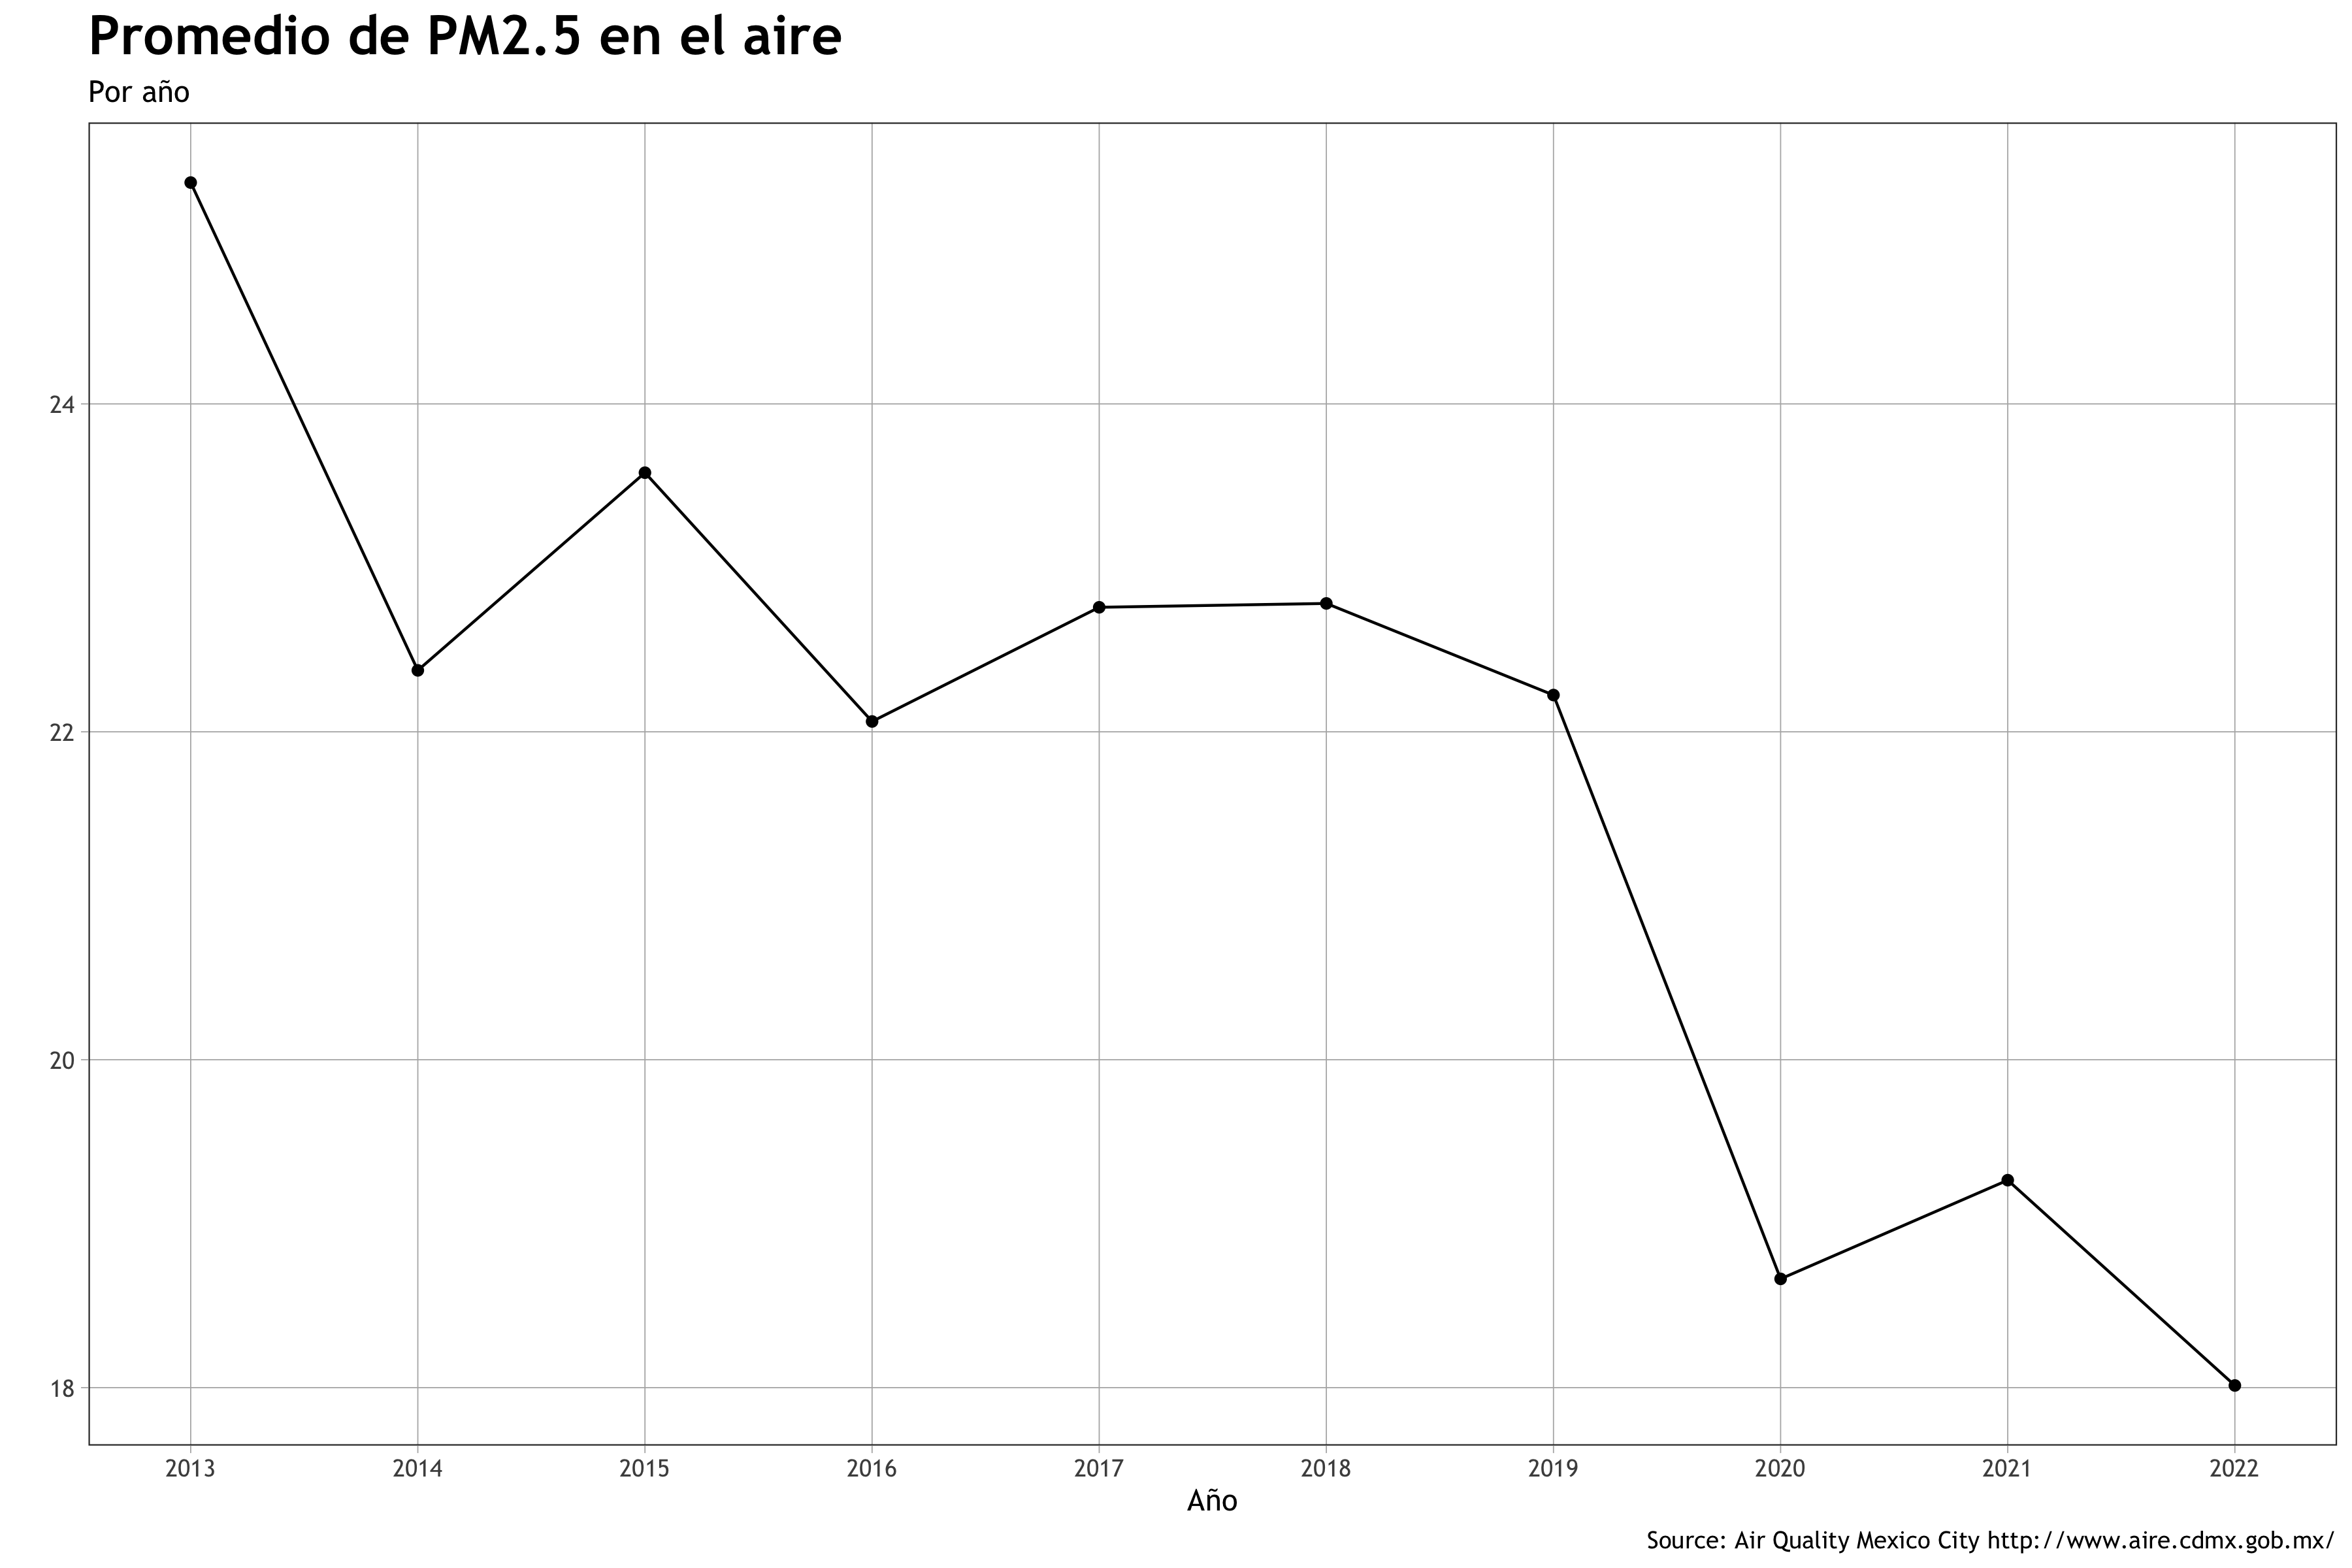 Promedio de PM2.5 en el aire
Por año
24
22
20
18
2013 2014 2015 2016 2017 2018 2019 2020 2021 2022
Año
Source: Air Quality Mexico City http://www.aire.cdmx.gob.mx/